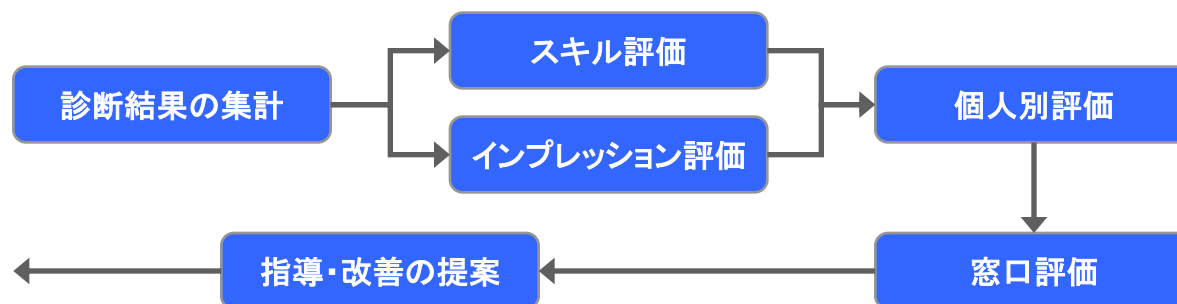 診断結果の集計
スキル評価
インプレッション評価
個人別評価
窓口評価
指導・改善の提案